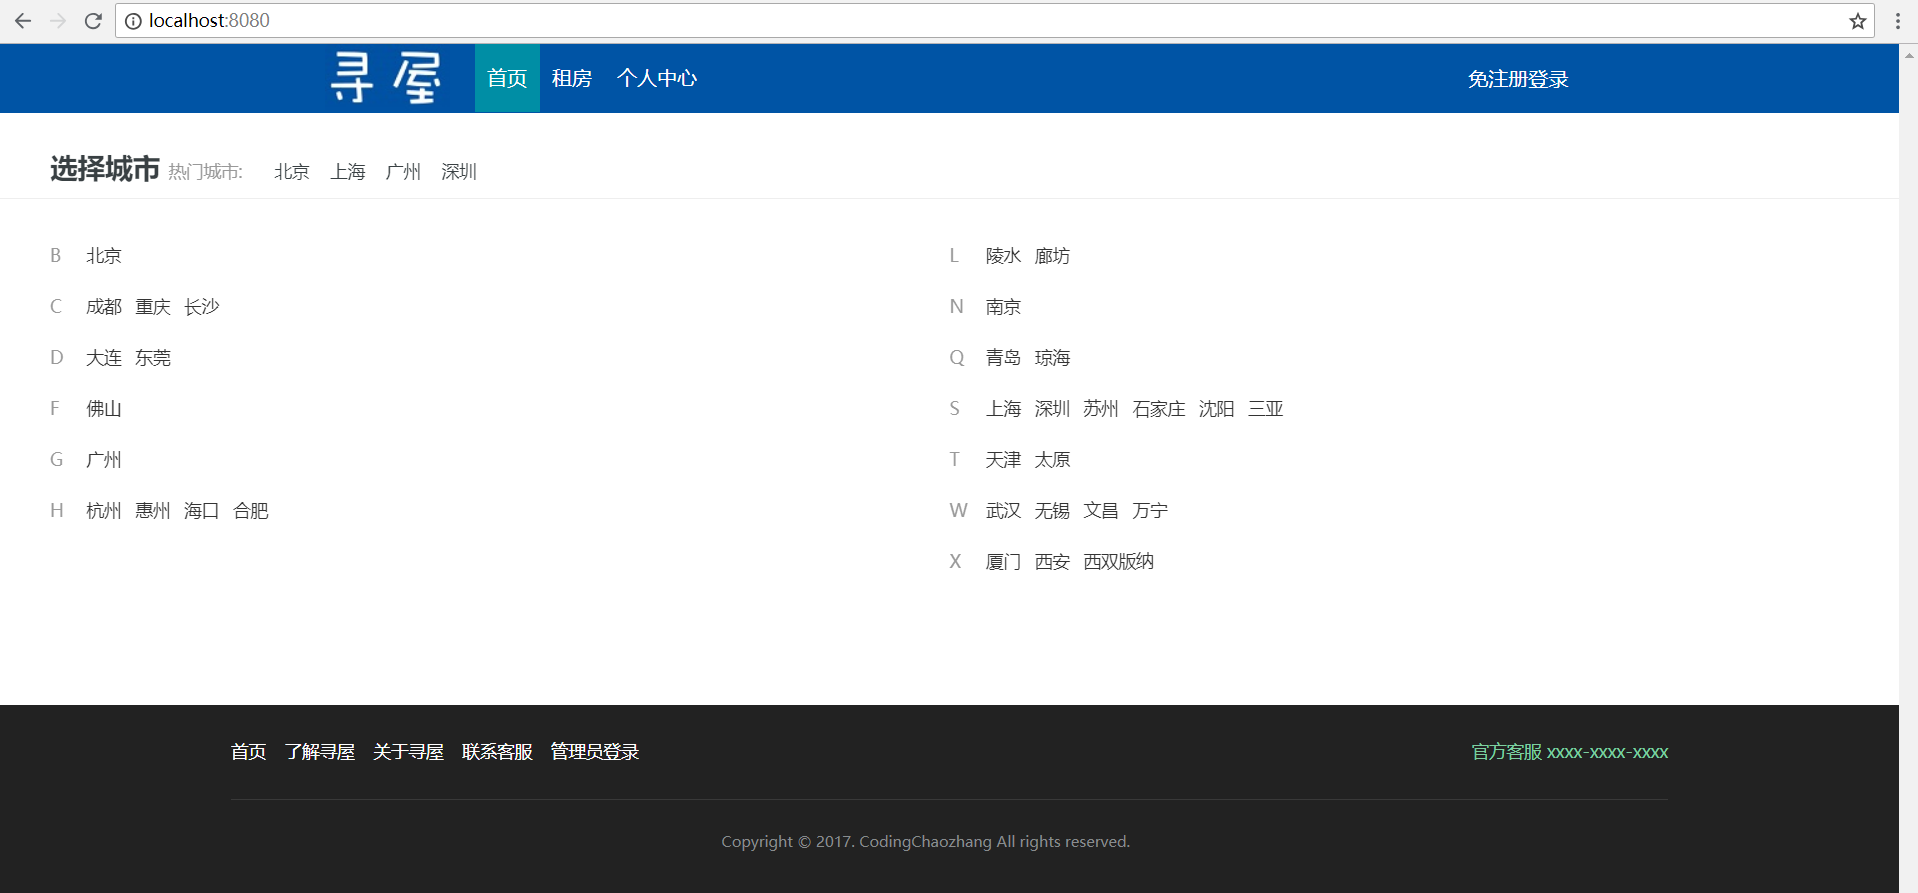 localhost:8080
寻屋 首页 租房 个人中心 免注册登录
选择城市 热门城市: 北京 上海 广州 深圳
B 北京
C 成都 重庆 长沙
D 大连 东莞
F 佛山
G 广州
H 杭州 惠州 海口 合肥
L 陵水 廊坊
N 南京
Q 青岛 琼海
S 上海 深圳 苏州 石家庄 沈阳 三亚
T 天津 太原
W 武汉 无锡 文昌 万宁
X 厦门 西安 西双版纳
首页 了解寻屋 关于寻屋 联系客服 管理员登录 官方客服 xxxx-xxxx-xxxx
Copyright © 2017. CodingChaozhang All rights reserved.